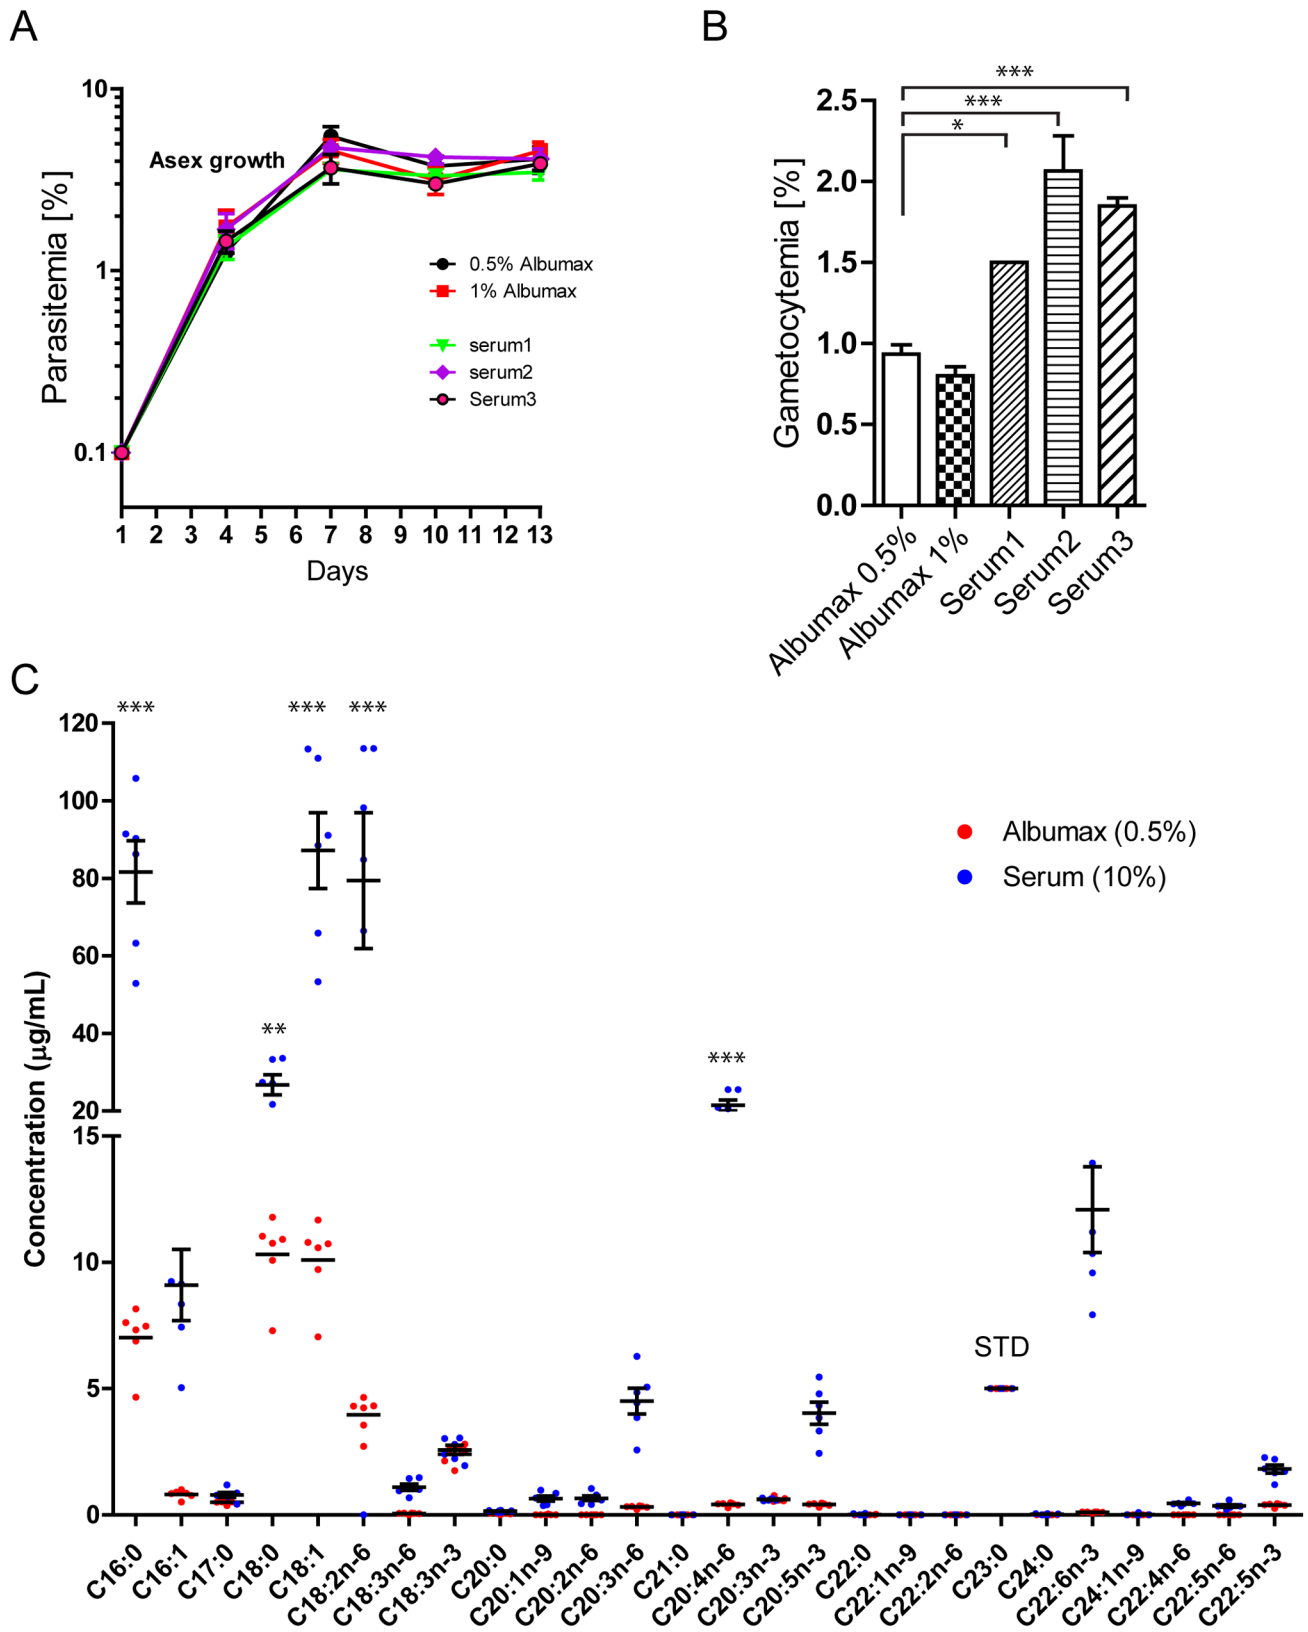 A
B
10
1
0.1
Parasitemia [%]
Asex growth
0.5% Albumax
1% Albumax
serum1
serum2
Serum3
1 2 3 4 5 6 7 8 9 10 11 12 13
Days
***
***
*
2.5
2.0
1.5
1.0
0.5
0.0
Gametocytemia [%]
Albumax 0.5%
Albumax 1%
Serum1
Serum2
Serum3
C
*** *** ***
**
***
120
100
80
60
40
20
15
10
5
0
Concentration (µg/mL)
Albumax (0.5%)
Serum (10%)
STD
C16:0
C16:1
C17:0
C18:0
C18:1
C18:2n-6
C18:3n-6
C18:3n-3
C20:0
C20:1n-9
C20:2n-6
C20:3n-6
C21:0
C20:4n-6
C20:3n-3
C20:5n-3
C22:0
C22:1n-9
C22:2n-6
C23:0
C24:0
C22:6n-3
C24:1n-9
C22:4n-6
C22:5n-6
C22:5n-3